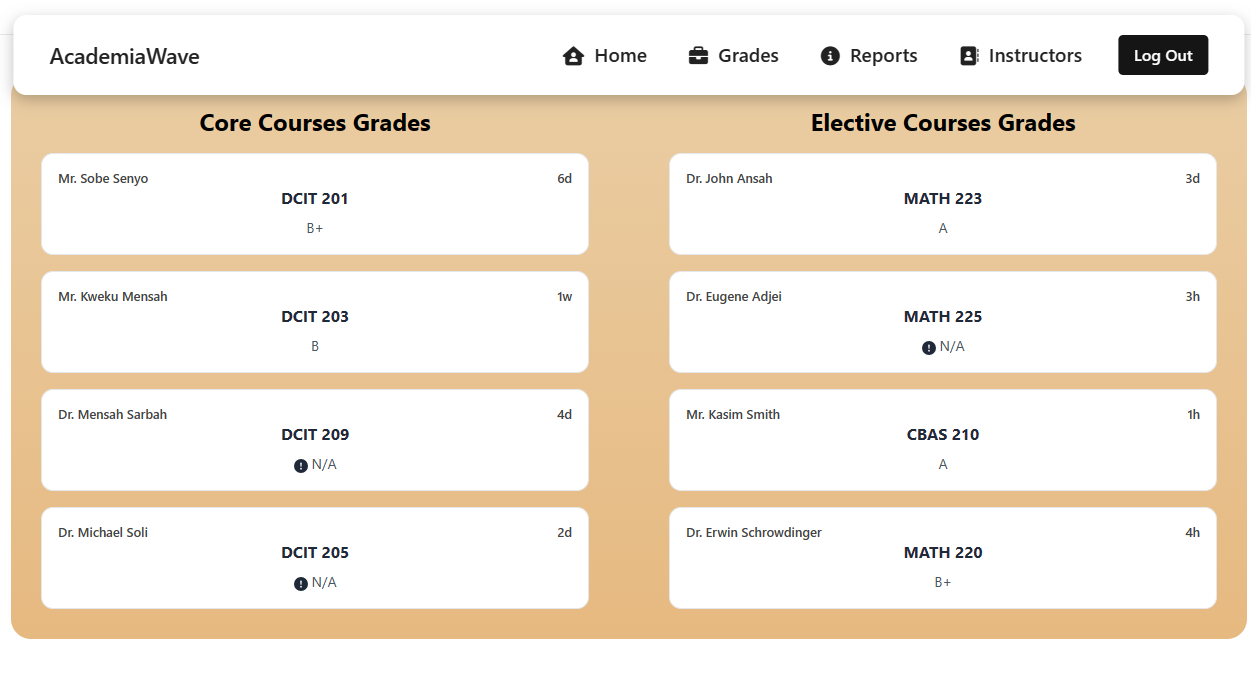 AcademiaWave
Home
Grades
Reports
Instructors
Log Out
Core Courses Grades
Mr. Sobe Senyo
6d
DCIT 201
B+
Mr. Kweku Mensah
1w
DCIT 203
B
Dr. Mensah Sarbah
4d
DCIT 209
N/A
Dr. Michael Soli
2d
DCIT 205
N/A
Elective Courses Grades
Dr. John Ansah
3d
MATH 223
A
Dr. Eugene Adjei
3h
MATH 225
N/A
Mr. Kasim Smith
1h
CBAS 210
A
Dr. Erwin Schrowdinger
4h
MATH 220
B+